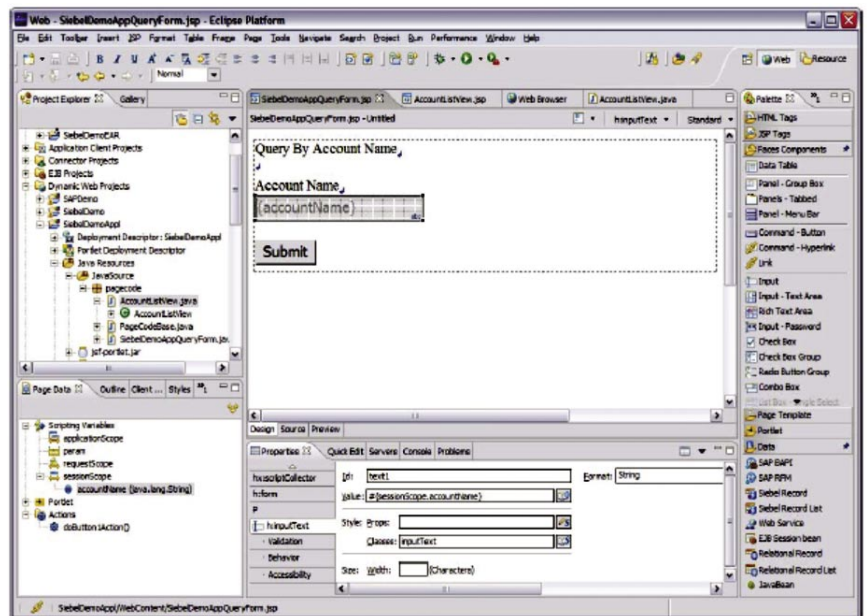 Web - SiebelDemoAppQueryForm.jsp - Eclipse Platform
File Edit Toolbar Insert JSP Format Table Frame Page Tools Navigate Search Project Run Performance Window Help
B I U
Normal
Web Resource
Project Explorer Gallery
SiebelDemoEAR
Application Client Projects
Connector Projects
EJB Projects
Dynamic Web Projects
SAPDemo
SiebelDemo
SiebelDemoAppl
Deployment Descriptor : SiebelDemoAppl
Portlet Deployment Descriptor
Java Resources
JavaSource
pagecode
AccountListView.java
AccountListView
PageCodeBase.java
SiebelDemoAppQueryForm.jav
jsf-portlet.jar
Page Data Outline Client ... Styles
Scripting Variables
applicationScope
param
requestScope
sessionScope
accountName (java.lang.String)
Portlet
Actions
doButton1Action()
SiebelDemoAppQueryForm.jsp AccountListView.jsp Web Browser AccountListView.java
SiebelDemoAppQueryForm.jsp - Untitled
h:inputText Standard
Query By Account Name
Account Name
{accountName}
Submit
Design Source Preview
Properties Quick Edit Servers Console Problems
hx:scriptCollector
h:form
P
h:inputText
Validation
Behavior
Accessibility
Id: text1
Format: String
Value: #{sessionScope.accountName}
Style: Props:
Classes: inputText
Size: Width: (Characters)
Palette
HTML Tags
JSP Tags
Faces Components
Data Table
Panel - Group Box
Panels - Tabbed
Panel - Menu Bar
Command - Button
Command - Hyperlink
Link
Input
Input - Text Area
Rich Text Area
Input - Password
Check Box
Check Box Group
Radio Button Group
Combo Box
Page Template
Portlet
Data
SAP BAPI
SAP RFM
Siebel Record
Siebel Record List
Web Service
EJB Session bean
Relational Record
Relational Record List
JavaBean
SiebelDemoAppl/WebContent/SiebelDemoAppQueryForm.jsp